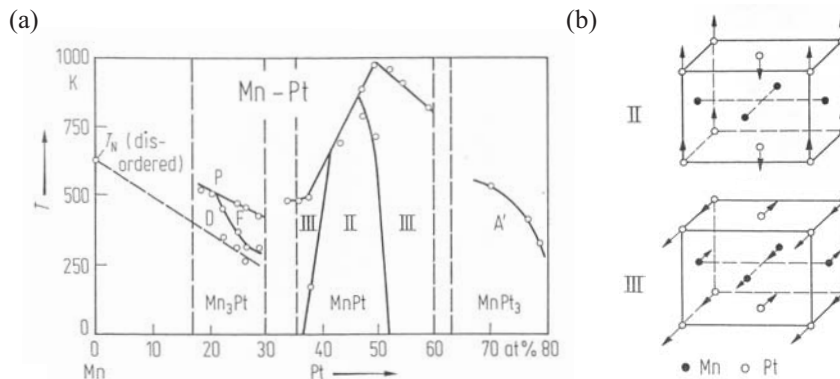 (a)
(b)
1000
K
750
500
250
0
T
Mn – Pt
T_N (dis-
ordered)
P
D
F
III
II
III
A'
Mn₃Pt
MnPt
MnPt₃
0
10
20
30
40
50
60
70 at% 80
Mn
Pt
II
III
Mn
Pt